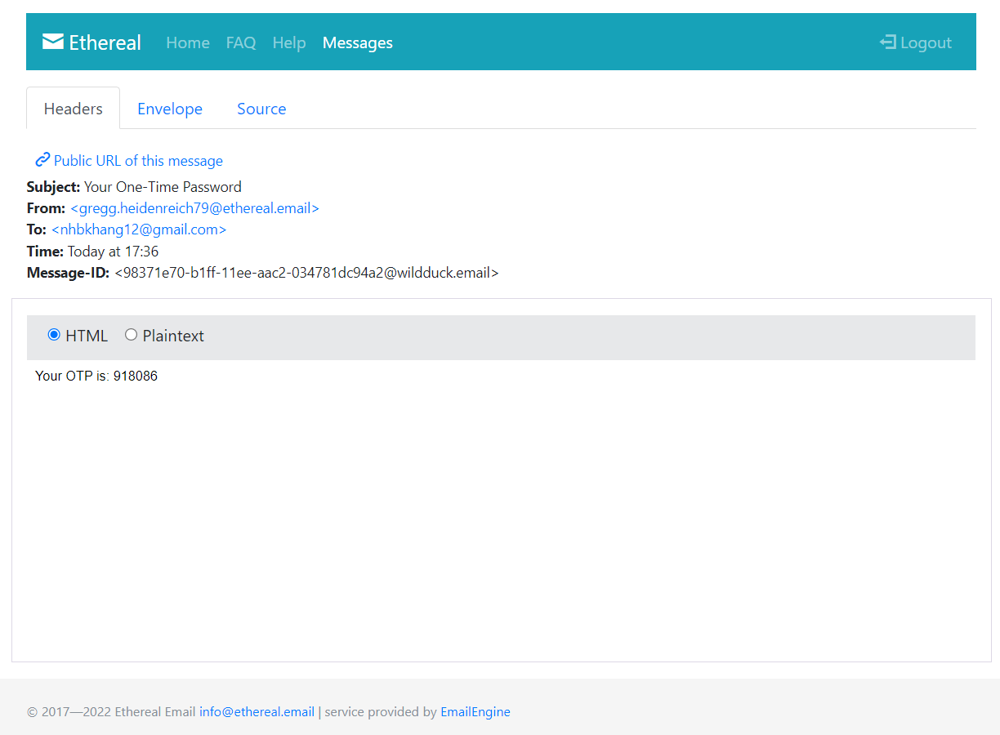 Ethereal Home FAQ Help Messages Logout
Headers Envelope Source
Public URL of this message
Subject: Your One-Time Password
From: <gregg.heidenreich79@ethereal.email>
To: <nhbkhang12@gmail.com>
Time: Today at 17:36
Message-ID: <98371e70-b1ff-11ee-aac2-034781dc94a2@wildduck.email>
HTML Plaintext
Your OTP is: 918086
© 2017—2022 Ethereal Email info@ethereal.email | service provided by EmailEngine